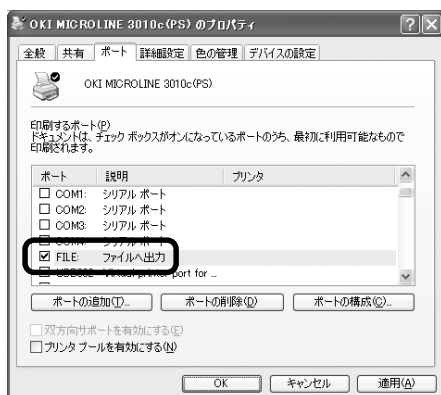 OKI MICROLINE 3010c(PS) のプロパティ
全般 共有 ポート 詳細設定 色の管理 デバイスの設定
OKI MICROLINE 3010c(PS)
印刷するポート(P)
ドキュメントは、チェック ボックスがオンになっているポートのうち、最初に利用可能なもので
印刷されます。
ポート 説明 プリンタ
COM1: シリアル ポート
COM2: シリアル ポート
COM3: シリアル ポート
COM4: シリアル ポート
FILE: ファイルへ出力
Virtual printer port for ...
ポートの追加(T)... ポートの削除(D) ポートの構成(C)...
双方向サポートを有効にする(E)
プリンタ プールを有効にする(N)
OK キャンセル 適用(A)